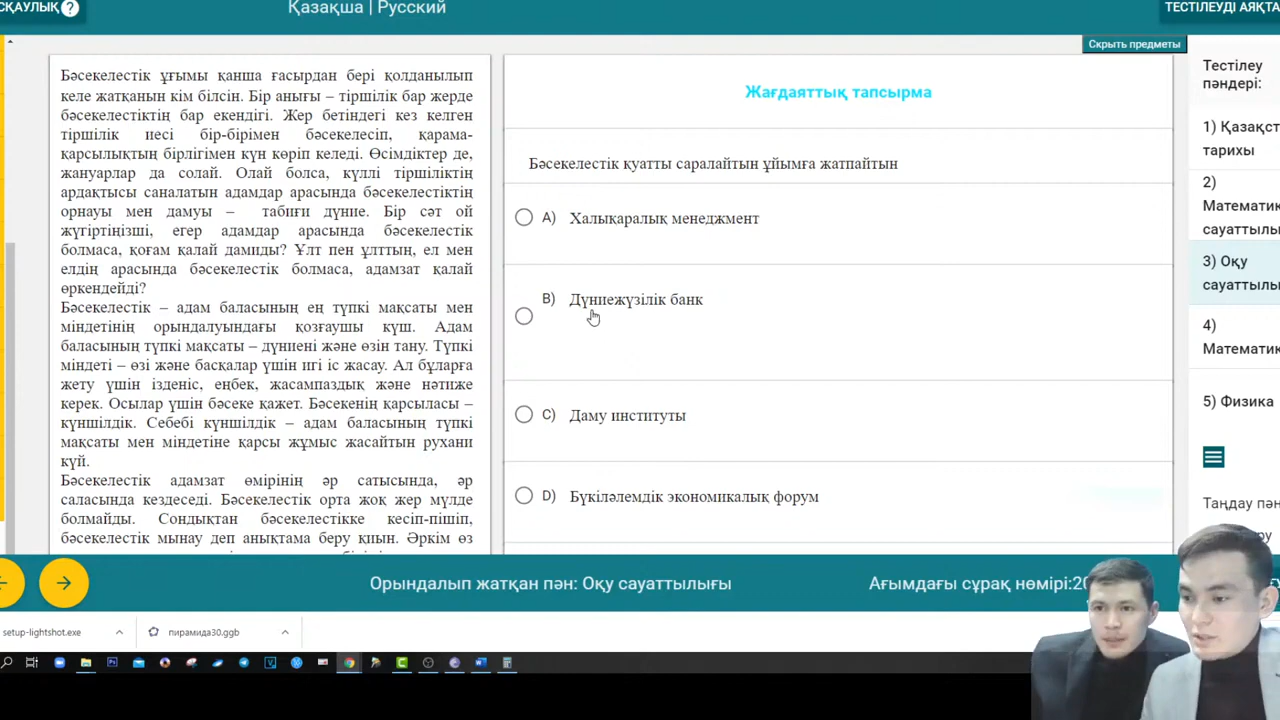 СҚАУЛЫҚ ?
Қазақша | Русский
ТЕСТІЛЕУДІ АЯҚТА
Скрыть предметы
Бәсекелестік ұғымы қанша ғасырдан бері қолданылып
келе жатқанын кім білсін. Бір анығы – тіршілік бар жерде
бәсекелестіктің бар екендігі. Жер бетіндегі кез келген
тіршілік иесі бір-бірімен бәсекелесіп, қарама-
қарсылықтың бірлігімен күн көріп келеді. Өсімдіктер де,
жануарлар да солай. Олай болса, күллі тіршіліктің
ардақтысы саналатын адамдар арасында бәсекелестіктің
орнауы мен дамуы – табиғи дүние. Бір сәт ой
жүгіртіңізші, егер адамдар арасында бәсекелестік
болмаса, қоғам қалай дамиды? Ұлт пен ұлттың, ел мен
елдің арасында бәсекелестік болмаса, адамзат қалай
өркендейді?
Бәсекелестік – адам баласының ең түпкі мақсаты мен
міндетінің орындалуындағы қозғаушы күш. Адам
баласының түпкі мақсаты – дүниені және өзін тану. Түпкі
міндеті – өзі және басқалар үшін игі іс жасау. Ал бұларға
жету үшін ізденіс, еңбек, жасампаздық және нәтиже
керек. Осылар үшін бәсеке қажет. Бәсекенің қарсыласы –
күншілдік. Себебі күншілдік – адам баласының түпкі
мақсаты мен міндетіне қарсы жұмыс жасайтын рухани
күй.
Бәсекелестік адамзат өмірінің әр сатысында, әр
саласында кездеседі. Бәсекелестік орта жоқ жер мүлде
болмайды. Сондықтан бәсекелестікке кесіп-пішіп,
бәсекелестік мынау деп анықтама беру қиын. Әркім өз
Жағдаяттық тапсырма
Бәсекелестік қуатты саралайтын ұйымға жатпайтын
A) Халықаралық менеджмент
B) Дүниежүзілік банк
C) Даму институты
D) Бүкіләлемдік экономикалық форум
Тестілеу
пәндері:
1) Қазақст
тарихы
2)
Математик
сауаттылы
3) Оқу
сауаттылы
4)
Математик
5) Физика
Таңдау пән
Орындалып жатқан пән: Оқу сауаттылығы
Ағымдағы сұрақ нөмірі:20
setup-lightshot.exe
пирамида30.ggb